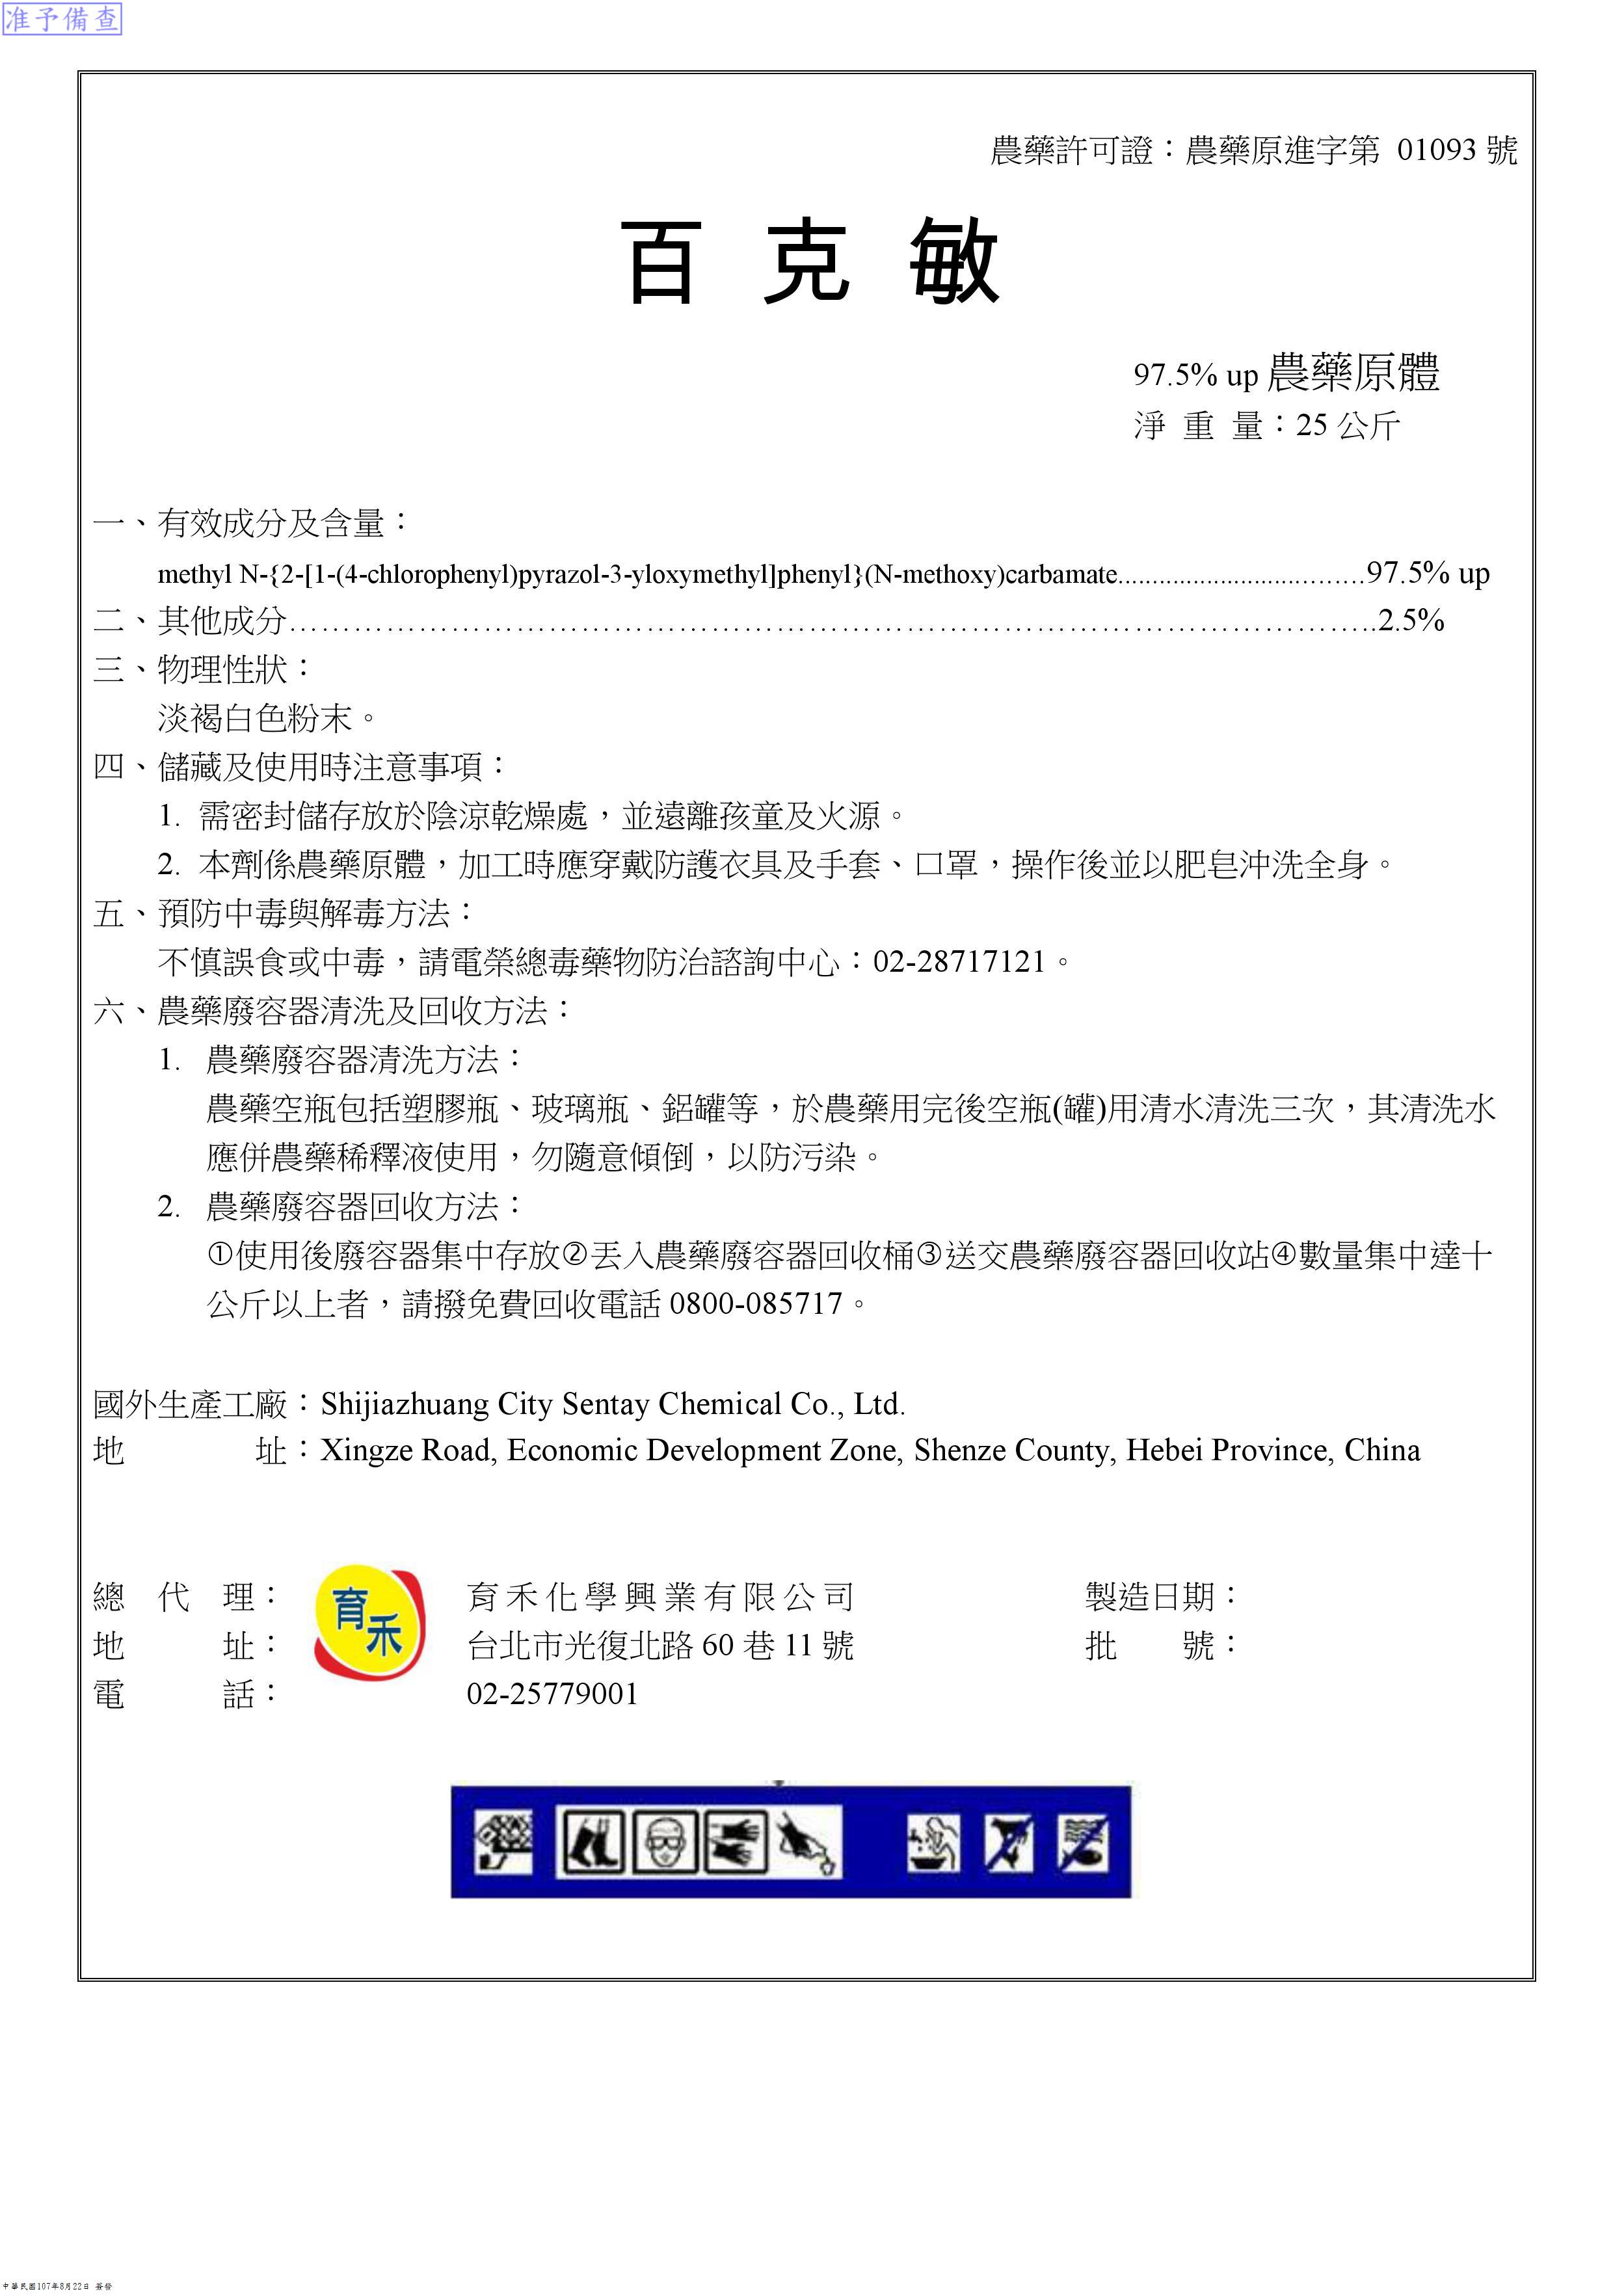 准予備查
農藥許可證：農藥原進字第 01093 號
百克敏
97.5% up 農藥原體
淨 重 量：25 公斤
一、有效成分及含量：
methyl N-{2-[1-(4-chlorophenyl)pyrazol-3-yloxymethyl]phenyl}(N-methoxy)carbamate...................................97.5% up
二、其他成分…………………………………………………………………………………….2.5%
三、物理性狀：
淡褐白色粉末。
四、儲藏及使用時注意事項：
1. 需密封儲存放於陰涼乾燥處，並遠離孩童及火源。
2. 本劑係農藥原體，加工時應穿戴防護衣具及手套、口罩，操作後並以肥皂沖洗全身。
五、預防中毒與解毒方法：
不慎誤食或中毒，請電榮總毒藥物防治諮詢中心：02-28717121。
六、農藥廢容器清洗及回收方法：
1. 農藥廢容器清洗方法：
農藥空瓶包括塑膠瓶、玻璃瓶、鋁罐等，於農藥用完後空瓶(罐)用清水清洗三次，其清洗水
應併農藥稀釋液使用，勿隨意傾倒，以防污染。
2. 農藥廢容器回收方法：
①使用後廢容器集中存放②丟入農藥廢容器回收桶③送交農藥廢容器回收站④數量集中達十
公斤以上者，請撥免費回收電話 0800-085717。
國外生產工廠：Shijiazhuang City Sentay Chemical Co., Ltd.
地 址：Xingze Road, Economic Development Zone, Shenze County, Hebei Province, China
總 代 理： 育禾 育禾化學興業有限公司 製造日期：
地 址： 台北市光復北路 60 巷 11 號 批 號：
電 話： 02-25779001
中華民國107年8月22日 簽發